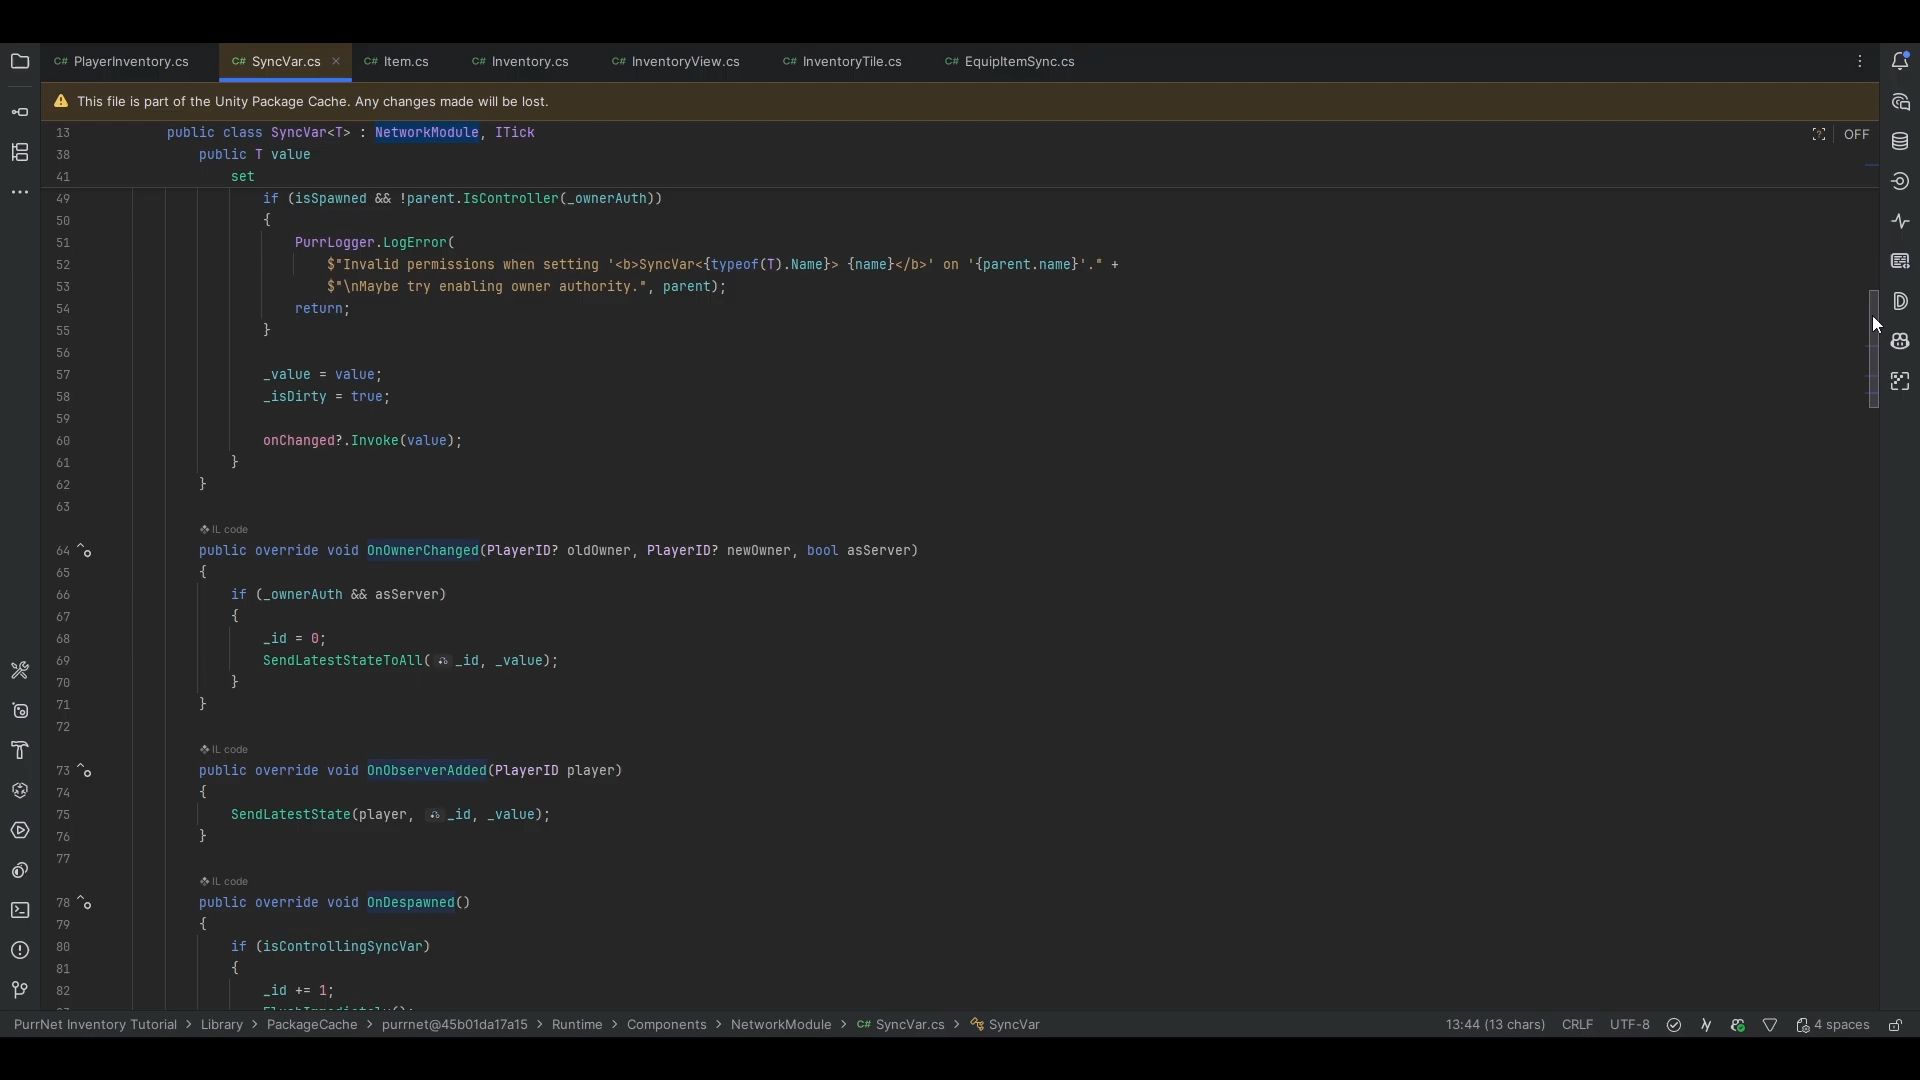 C# PlayerInventory.cs C# SyncVar.cs × C# Item.cs C# Inventory.cs C# InventoryView.cs C# InventoryTile.cs C# EquipItemSync.cs
This file is part of the Unity Package Cache. Any changes made will be lost.
13 public class SyncVar<T> : NetworkModule, ITick
OFF
38 public T value
41 set
49 if (isSpawned && !parent.IsController(_ownerAuth))
50 {
51 PurrLogger.LogError(
52 $"Invalid permissions when setting '<b>SyncVar<{typeof(T).Name}> {name}</b>' on '{parent.name}'." +
53 $"\nMaybe try enabling owner authority.", parent);
54 return;
55 }
56
57 _value = value;
58 _isDirty = true;
59
60 onChanged?.Invoke(value);
61 }
62 }
63
IL code
64 public override void OnOwnerChanged(PlayerID? oldOwner, PlayerID? newOwner, bool asServer)
65 {
66 if (_ownerAuth && asServer)
67 {
68 _id = 0;
69 SendLatestStateToAll( _id, _value);
70 }
71 }
72
IL code
73 public override void OnObserverAdded(PlayerID player)
74 {
75 SendLatestState(player, _id, _value);
76 }
77
IL code
78 public override void OnDespawned()
79 {
80 if (isControllingSyncVar)
81 {
82 _id += 1;
PurrNet Inventory Tutorial > Library > PackageCache > purrnet@45b01da17a15 > Runtime > Components > NetworkModule > C# SyncVar.cs > SyncVar 13:44 (13 chars) CRLF UTF-8 4 spaces